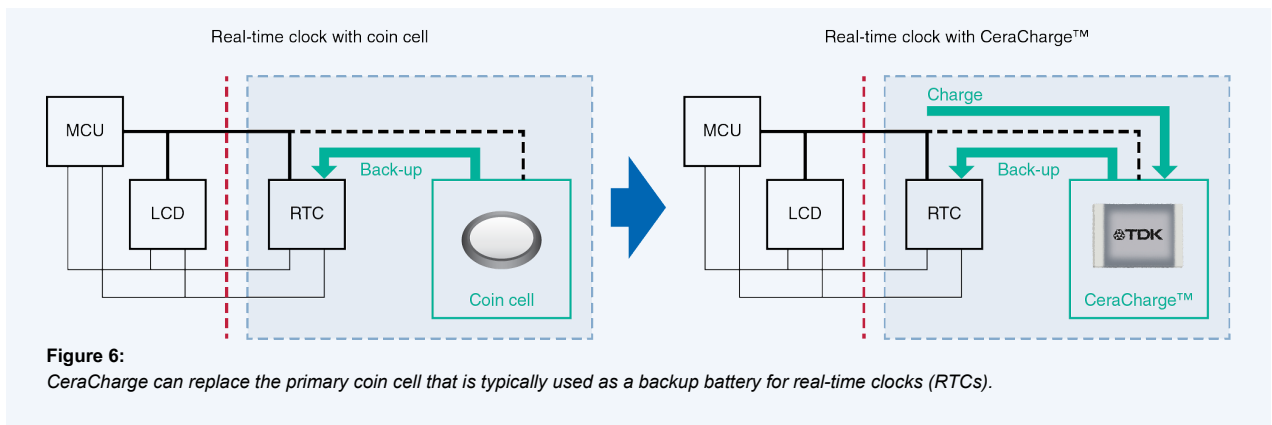 Real-time clock with coin cell
MCU
LCD
RTC
Back-up
Coin cell
Real-time clock with CeraCharge™
Charge
MCU
LCD
RTC
Back-up
TDK
CeraCharge™
Figure 6:
CeraCharge can replace the primary coin cell that is typically used as a backup battery for real-time clocks (RTCs).